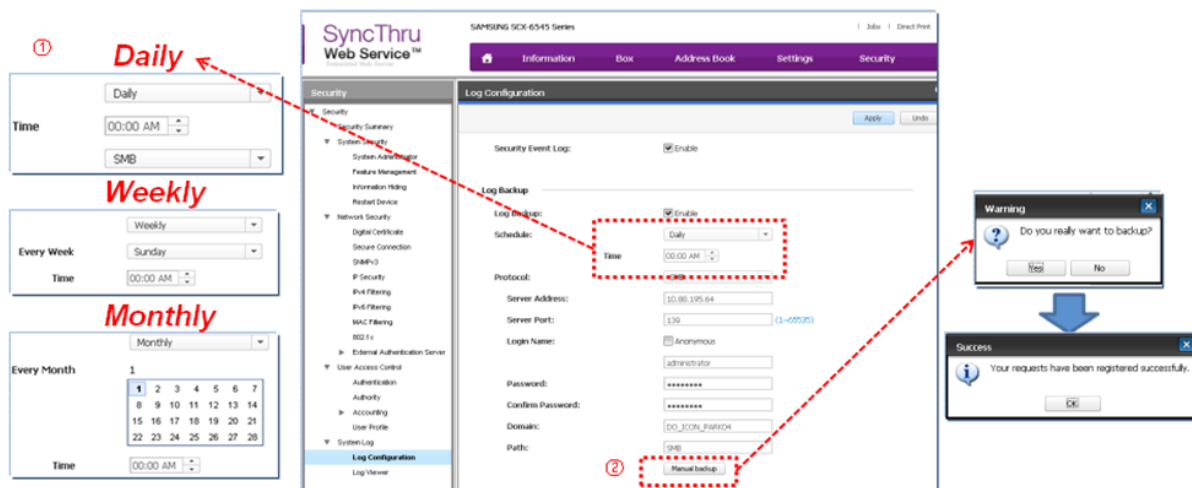 ①
Daily
Daily
Time
00:00 AM
SMB
Weekly
Weekly
Every Week
Sunday
Time
00:00 AM
Monthly
Monthly
Every Month
1
1 2 3 4 5 6 7
8 9 10 11 12 13 14
15 16 17 18 19 20 21
22 23 24 25 26 27 28
Time
00:00 AM
SyncThru
Web Service™
Embedded Web Server
SAMSUNG SCX-6545 Series
Jobs | Direct Print
Information Box Address Book Settings Security
Security
Security
Security Summary
System Security
System Administrator
Feature Management
Information Hiding
Restart Device
Network Security
Digital Certificate
Secure Connection
SNMPv3
IP Security
IPv4 Filtering
IPv6 Filtering
MAC Filtering
802.1x
External Authentication Server
User Access Control
Authentication
Authority
Accounting
User Profile
System Log
Log Configuration
Log Viewer
Log Configuration
Apply Undo
Security Event Log: Enable
Log Backup
Log Backup: Enable
Schedule: Daily
Time 00:00 AM
Protocol: SMB
Server Address: 10.88.195.64
Server Port: 139 (1~65535)
Login Name: Anonymous
administrator
Password: ********
Confirm Password: ********
Domain: DO_ICON_PARK04
Path: SMB
② Manual backup
Warning
Do you really want to backup?
Yes No
Success
Your requests have been registered successfully.
OK